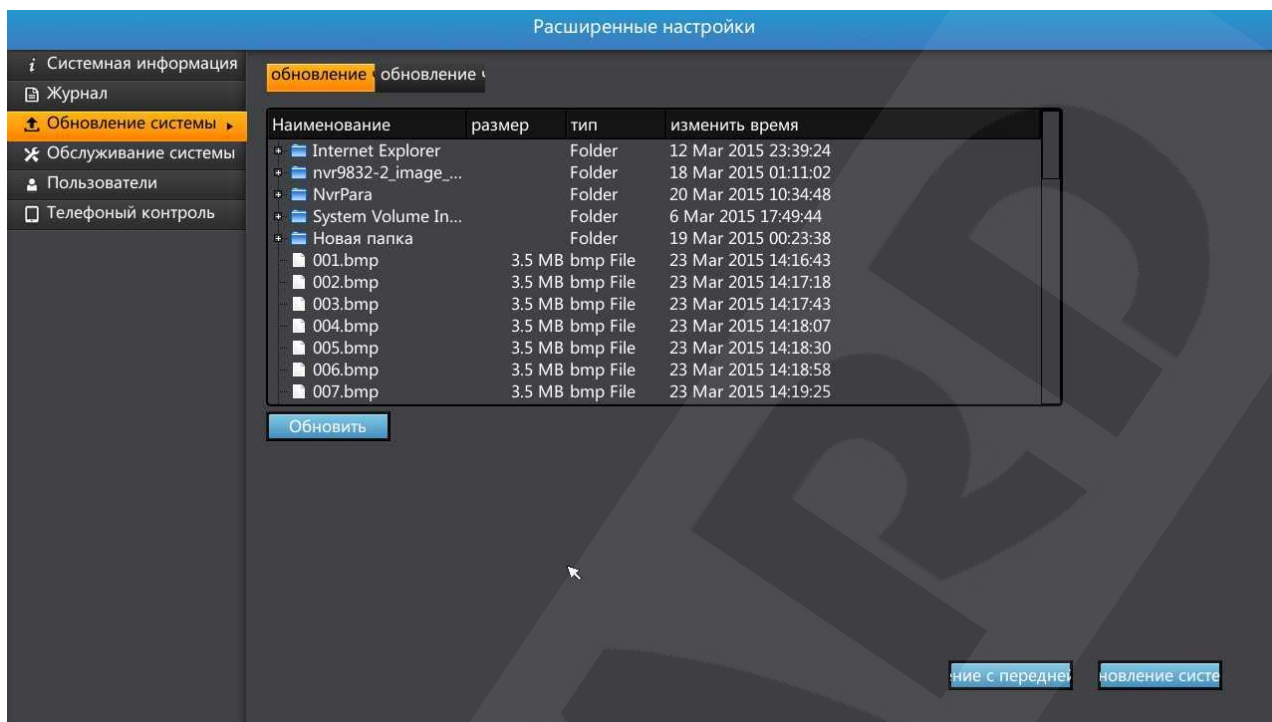 Расширенные настройки
Системная информация
Журнал
Обновление системы
Обслуживание системы
Пользователи
Телефоный контроль
обновление обновление
Наименование размер тип изменить время
Internet Explorer Folder 12 Mar 2015 23:39:24
nvr9832-2_image_... Folder 18 Mar 2015 01:11:02
NvrPara Folder 20 Mar 2015 10:34:48
System Volume In... Folder 6 Mar 2015 17:49:44
Новая папка Folder 19 Mar 2015 00:23:38
001.bmp 3.5 MB bmp File 23 Mar 2015 14:16:43
002.bmp 3.5 MB bmp File 23 Mar 2015 14:17:18
003.bmp 3.5 MB bmp File 23 Mar 2015 14:17:43
004.bmp 3.5 MB bmp File 23 Mar 2015 14:18:07
005.bmp 3.5 MB bmp File 23 Mar 2015 14:18:30
006.bmp 3.5 MB bmp File 23 Mar 2015 14:18:58
007.bmp 3.5 MB bmp File 23 Mar 2015 14:19:25
Обновить
ние с передней новление систе